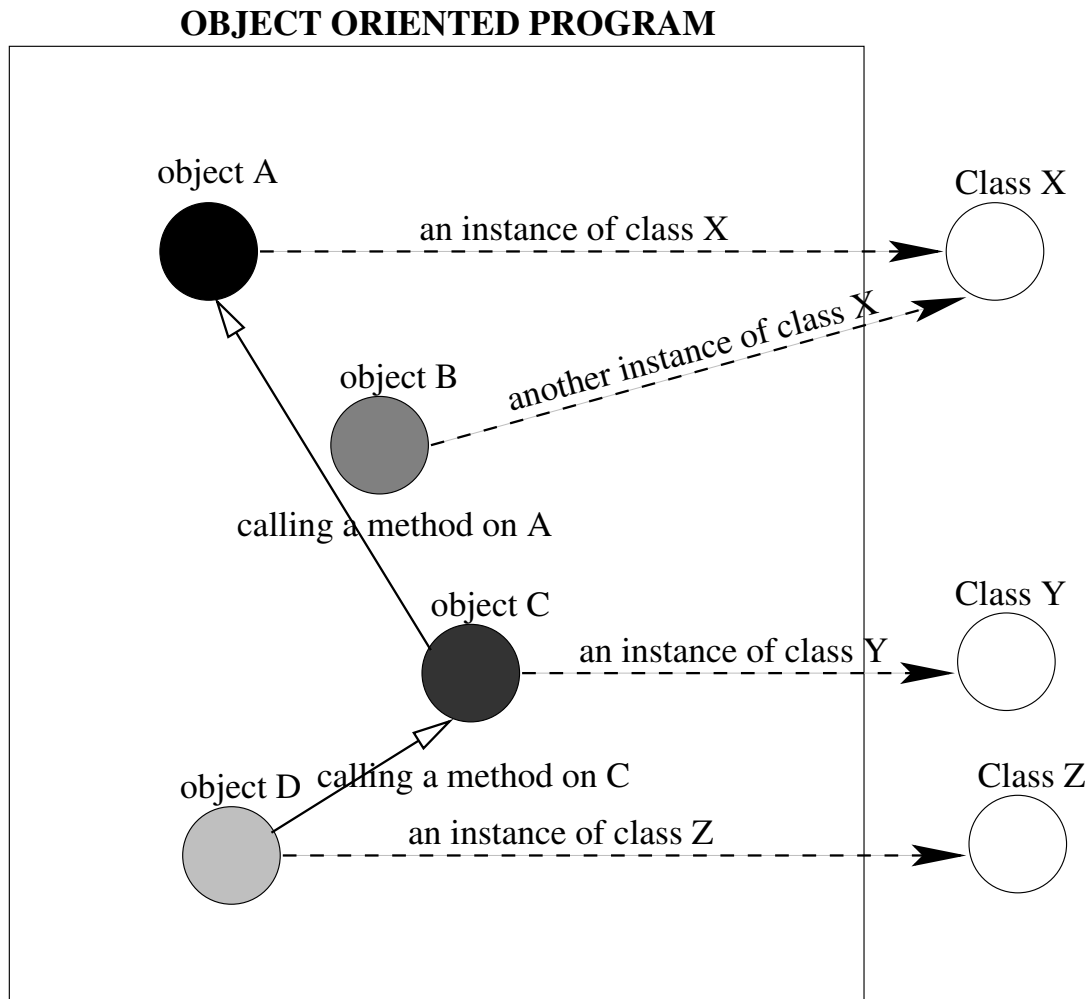 OBJECT ORIENTED PROGRAM
object A
Class X
an instance of class X
another instance of class X
object B
calling a method on A
object C
Class Y
an instance of class Y
calling a method on C
object D
Class Z
an instance of class Z